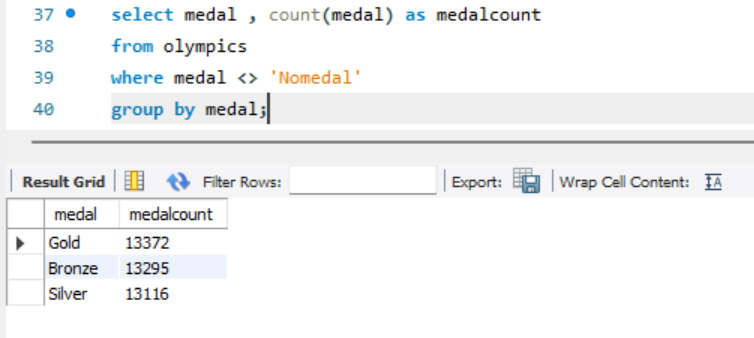 37 select medal , count(medal) as medalcount
38 from olympics
39 where medal <> 'Nomedal'
40 group by medal;
Result Grid Filter Rows: Export: Wrap Cell Content:
medal medalcount
Gold 13372
Bronze 13295
Silver 13116